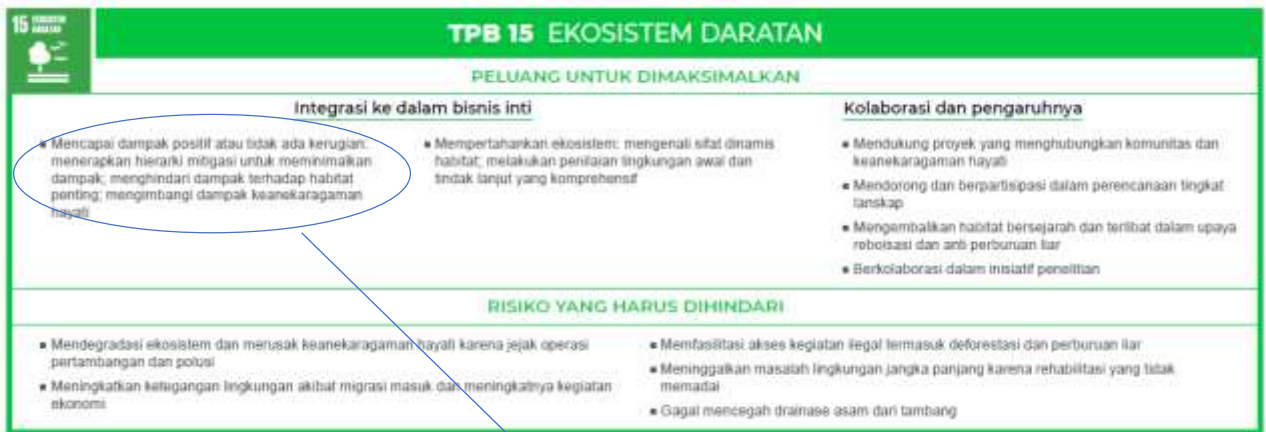 15 EKOSISTEM DARATAN
TPB 15 EKOSISTEM DARATAN
PELUANG UNTUK DIMAKSIMALKAN
Integrasi ke dalam bisnis inti
▪ Mencapai dampak positif atau tidak ada kerugian:
menerapkan hierarki mitigasi untuk meminimalkan
dampak; menghindari dampak terhadap habitat
penting; mengimbangi dampak keanekaragaman
hayati
▪ Mempertahankan ekosistem: mengenali sifat dinamis
habitat; melakukan penilaian lingkungan awal dan
tindak lanjut yang komprehensif
Kolaborasi dan pengaruhnya
▪ Mendukung proyek yang menghubungkan komunitas dan
keanekaragaman hayati
▪ Mendorong dan berpartisipasi dalam perencanaan tingkat
lanskap
▪ Mengembalikan habitat bersejarah dan terlibat dalam upaya
reboisasi dan anti perburuan liar
▪ Berkolaborasi dalam inisiatif penelitian
RISIKO YANG HARUS DIHINDARI
▪ Mendegradasi ekosistem dan merusak keanekaragaman hayati karena jejak operasi
pertambangan dan polusi
▪ Meningkatkan ketegangan lingkungan akibat migrasi masuk dan meningkatnya kegiatan
ekonomi
▪ Memfasilitasi akses kegiatan ilegal termasuk deforestasi dan perburuan liar
▪ Meninggalkan masalah lingkungan jangka panjang karena rehabilitasi yang tidak
memadai
▪ Gagal mencegah drainase asam dari tambang